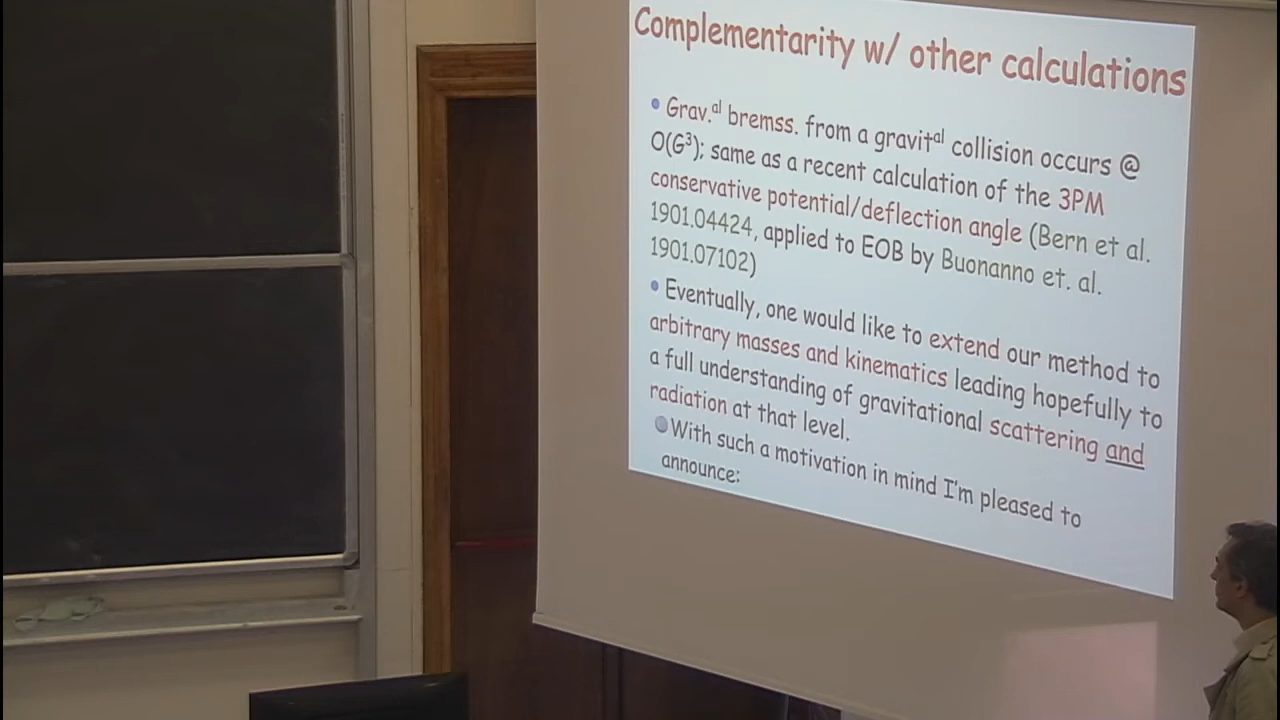 Complementarity w/ other calculations
• Grav.al bremss. from a gravital collision occurs @
O(G³); same as a recent calculation of the 3PM
conservative potential/deflection angle (Bern et al.
1901.04424, applied to EOB by Buonanno et. al.
1901.07102)
• Eventually, one would like to extend our method to
arbitrary masses and kinematics leading hopefully to
a full understanding of gravitational scattering and
radiation at that level.
With such a motivation in mind I'm pleased to
announce: